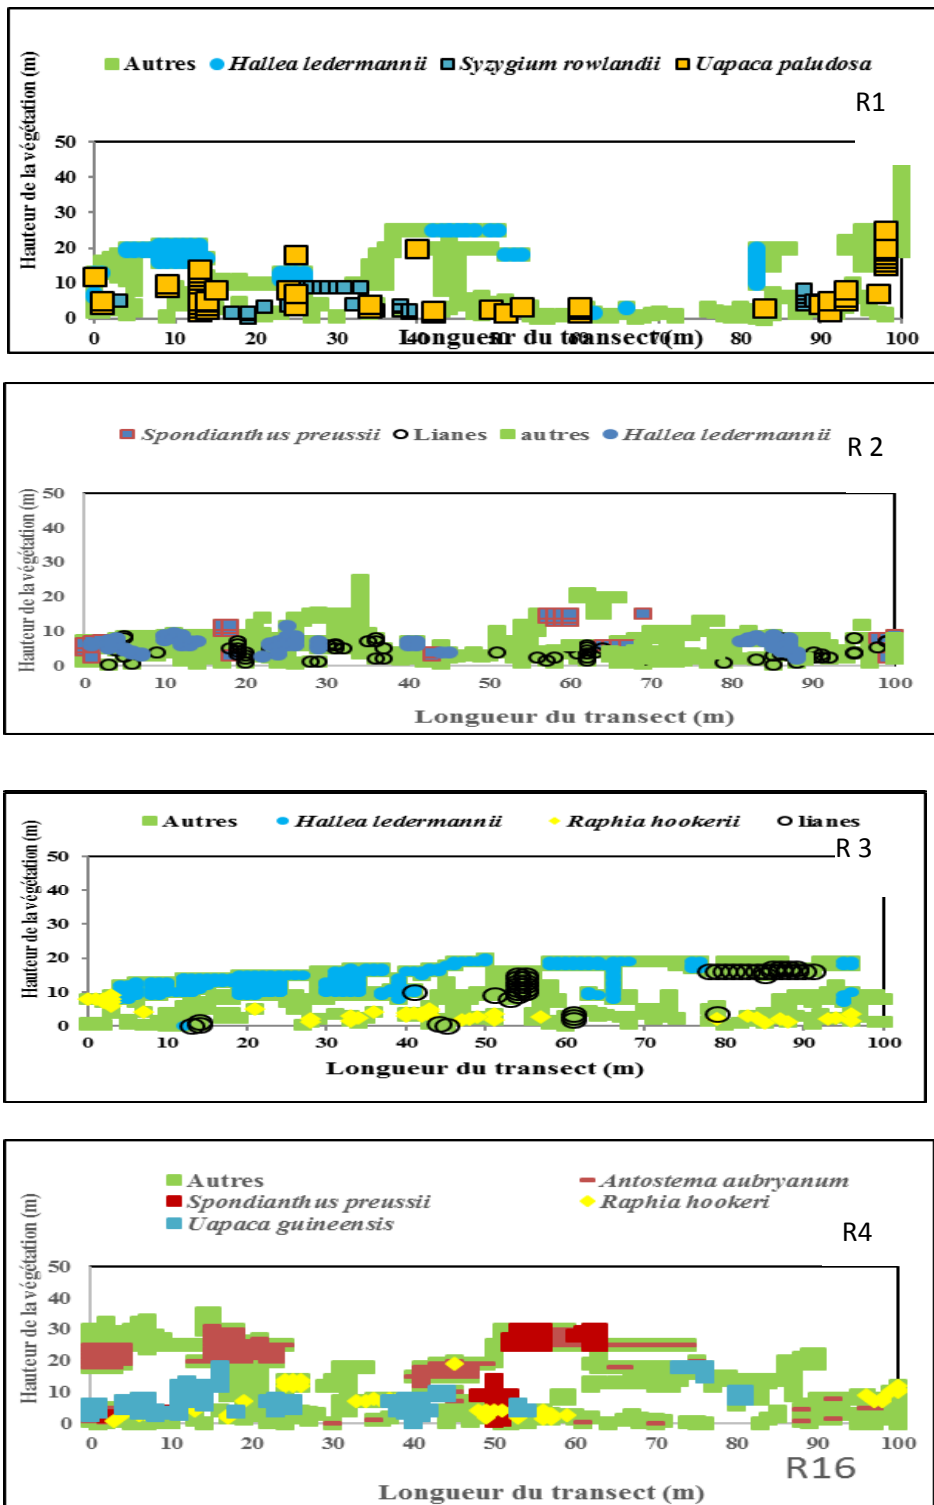 Autres Hallea ledermannii Syzygium rowlandii Uapaca paludosa
R1
Hauteur de la végétation (m)
50
40
30
20
10
0
0 10 20 30 40 50 60 70 80 90 100
Longueur du transect (m)
Spondianthus preussii Lianes autres Hallea ledermannii
R 2
Hauteur de la végétation (m)
50
40
30
20
10
0
0 10 20 30 40 50 60 70 80 90 100
Longueur du transect (m)
Autres Hallea ledermannii Raphia hookerii lianes
R 3
Hauteur de la végétation (m)
50
40
30
20
10
0
0 10 20 30 40 50 60 70 80 90 100
Longueur du transect (m)
Autres Antostema aubryanum
Spondianthus preussii Raphia hookeri
Uapaca guineensis
R4
Hauteur de la végétation (m)
50
40
30
20
10
0
0 10 20 30 40 50 60 70 80 90 100
R16
Longueur du transect (m)